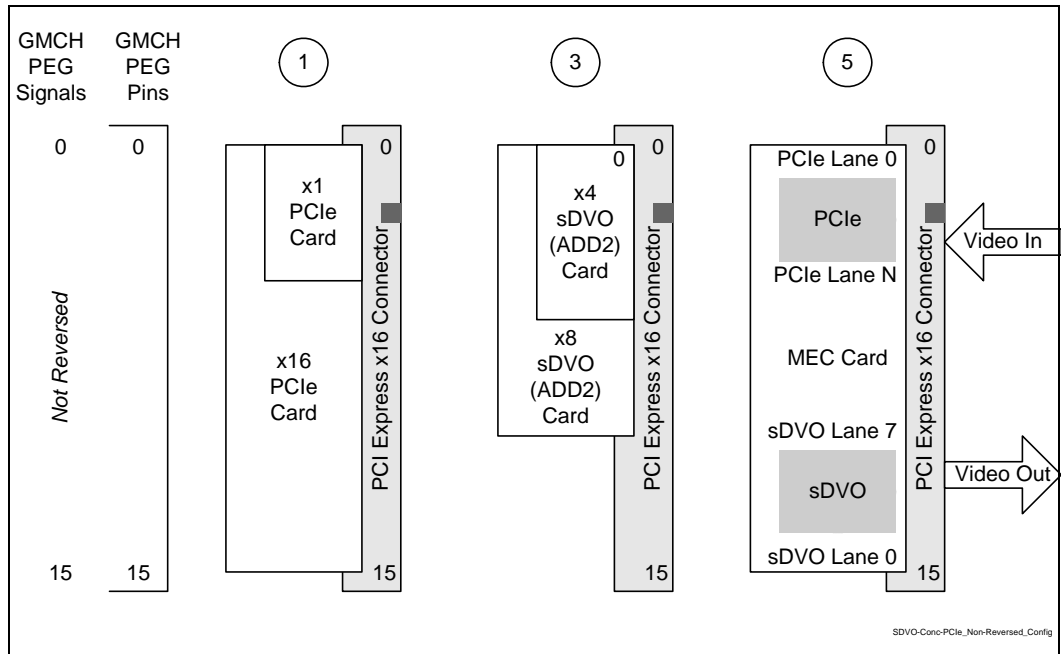 GMCH
PEG
Signals
GMCH
PEG
Pins
1
3
5
0
0
0
0
0
0
PCIe Lane 0
x1
PCIe
Card
x4
sDVO
(ADD2)
Card
PCIe
Video In
PCIe Lane N
Not Reversed
x16
PCIe
Card
PCI Express x16 Connector
x8
sDVO
(ADD2)
Card
PCI Express x16 Connector
MEC Card
PCI Express x16 Connector
sDVO Lane 7
sDVO
Video Out
sDVO Lane 0
15
15
15
15
15
SDVO-Conc-PCIe_Non-Reversed_Config